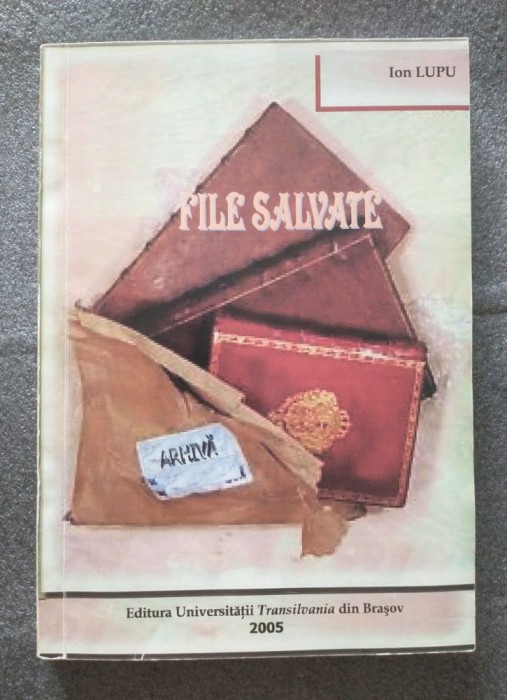 Ion LUPU
FILE SALVATE
ARHIVĂ
Editura Universităţii Transilvania din Braşov
2005